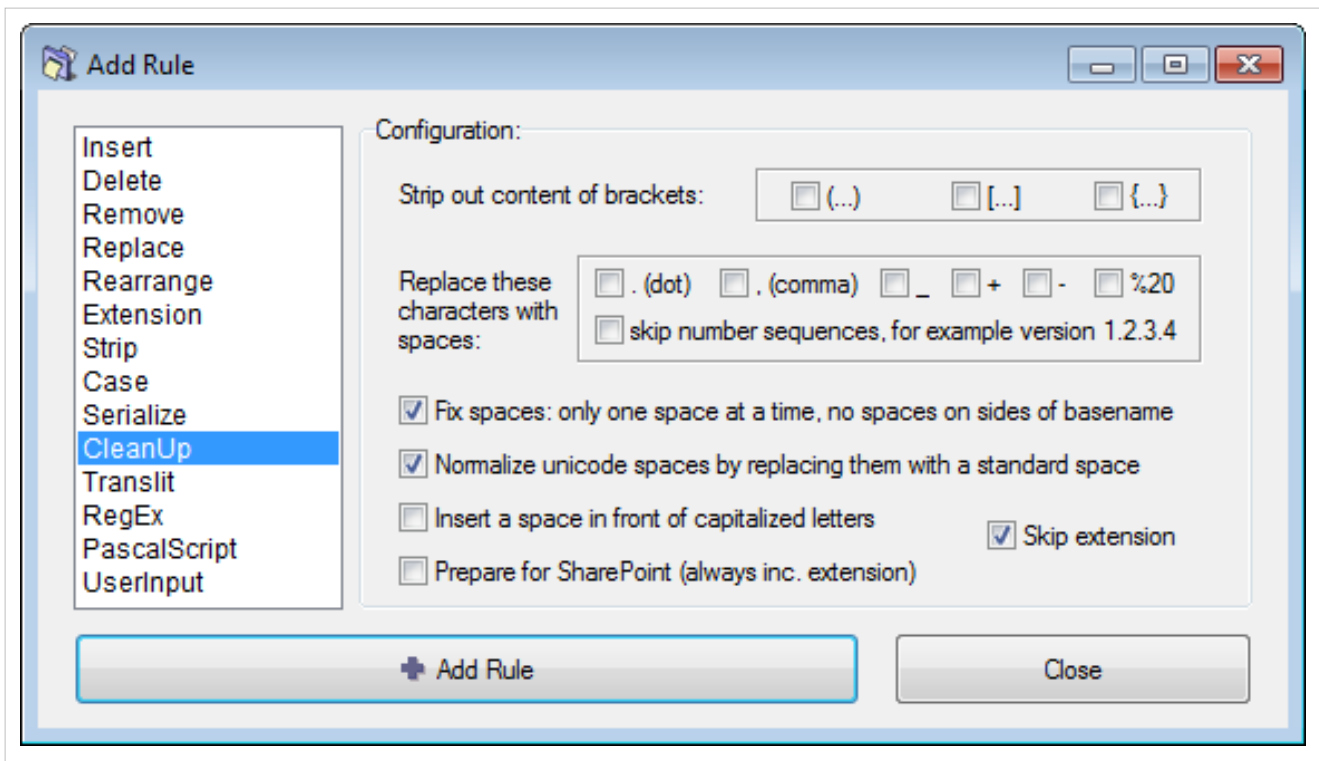 Add Rule
Insert
Delete
Remove
Replace
Rearrange
Extension
Strip
Case
Serialize
CleanUp
Translit
RegEx
PascalScript
UserInput
Configuration:
Strip out content of brackets:
(...) [...] {...}
Replace these
characters with
spaces:
. (dot) , (comma) _ + - %20
skip number sequences, for example version 1.2.3.4
Fix spaces: only one space at a time, no spaces on sides of basename
Normalize unicode spaces by replacing them with a standard space
Insert a space in front of capitalized letters
Skip extension
Prepare for SharePoint (always inc. extension)
Add Rule
Close